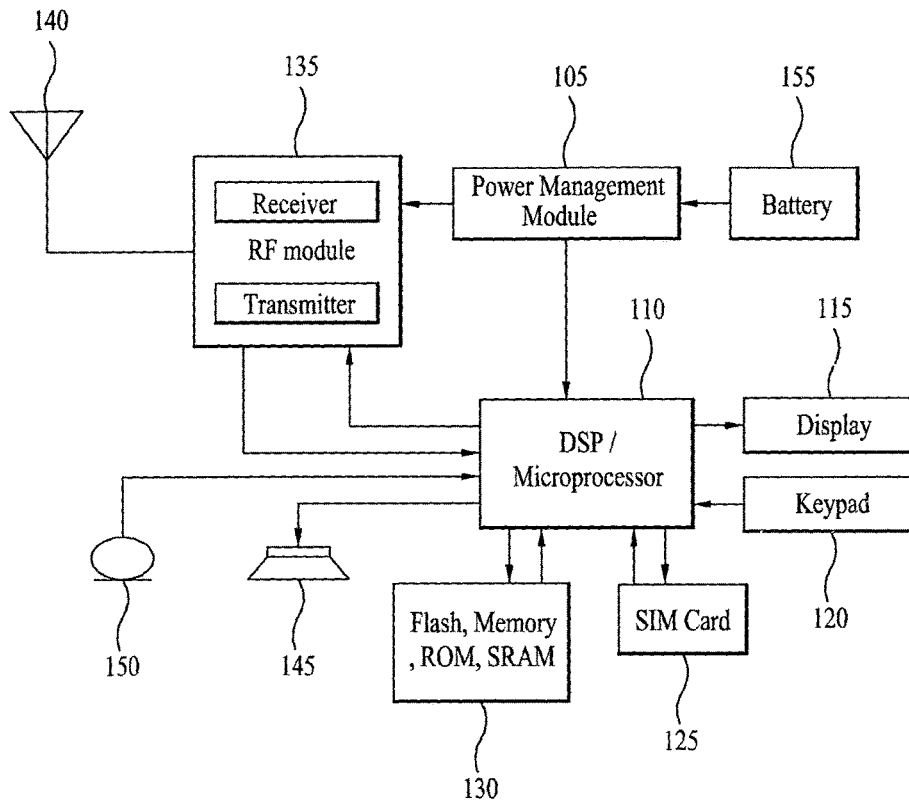 140
135
105
155
Receiver
RF module
Transmitter
Power Management
Module
Battery
110
115
DSP /
Microprocessor
Display
Keypad
150
145
Flash, Memory
, ROM, SRAM
SIM Card
120
125
130